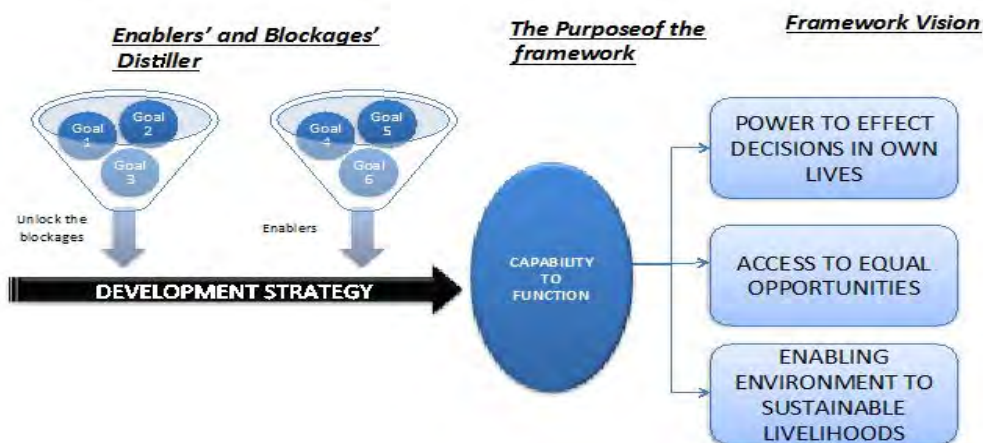 Enablers' and Blockages'
Distiller
The Purposeof the
framework
Framework Vision
Goal
1
Goal
2
Goal
3
Goal
4
Goal
5
Goal
6
Unlock the
blockages
Enablers
DEVELOPMENT STRATEGY
CAPABILITY
TO
FUNCTION
POWER TO EFFECT
DECISIONS IN OWN
LIVES
ACCESS TO EQUAL
OPPORTUNITIES
ENABLING
ENVIRONMENT TO
SUSTAINABLE
LIVELIHOODS